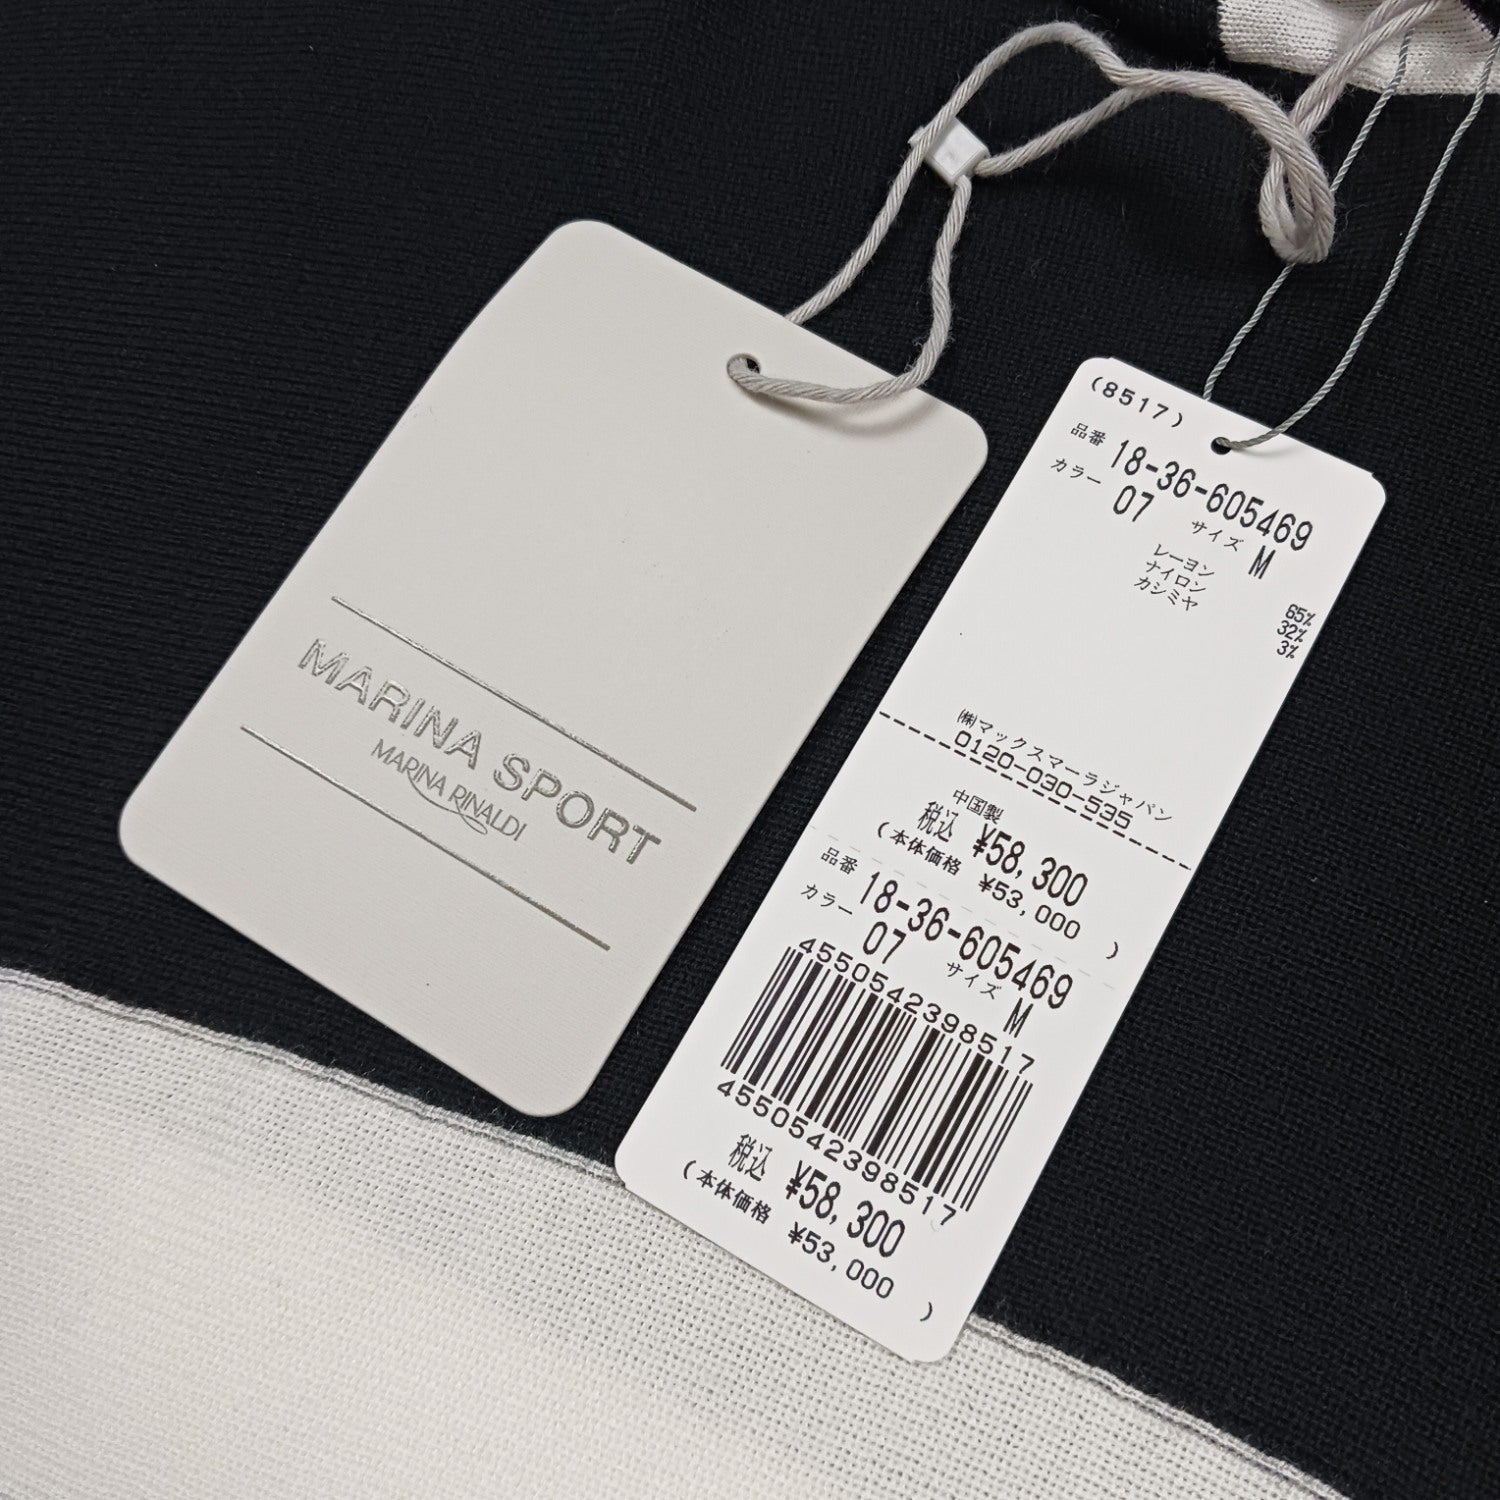 MARINA SPORT
MARINA RINALDI
(8517)
品番 18-36-605469
カラー 07 サイズ M
レーヨン 65%
ナイロン 32%
カシミヤ 3%
㈱マックスマーラジャパン
0120-030-535
中国製
税込 ¥58,300
(本体価格 ¥53,000 )
品番 18-36-605469
カラー 07 サイズ M
4550542398517
4550542398517
税込 ¥58,300
(本体価格 ¥53,000 )